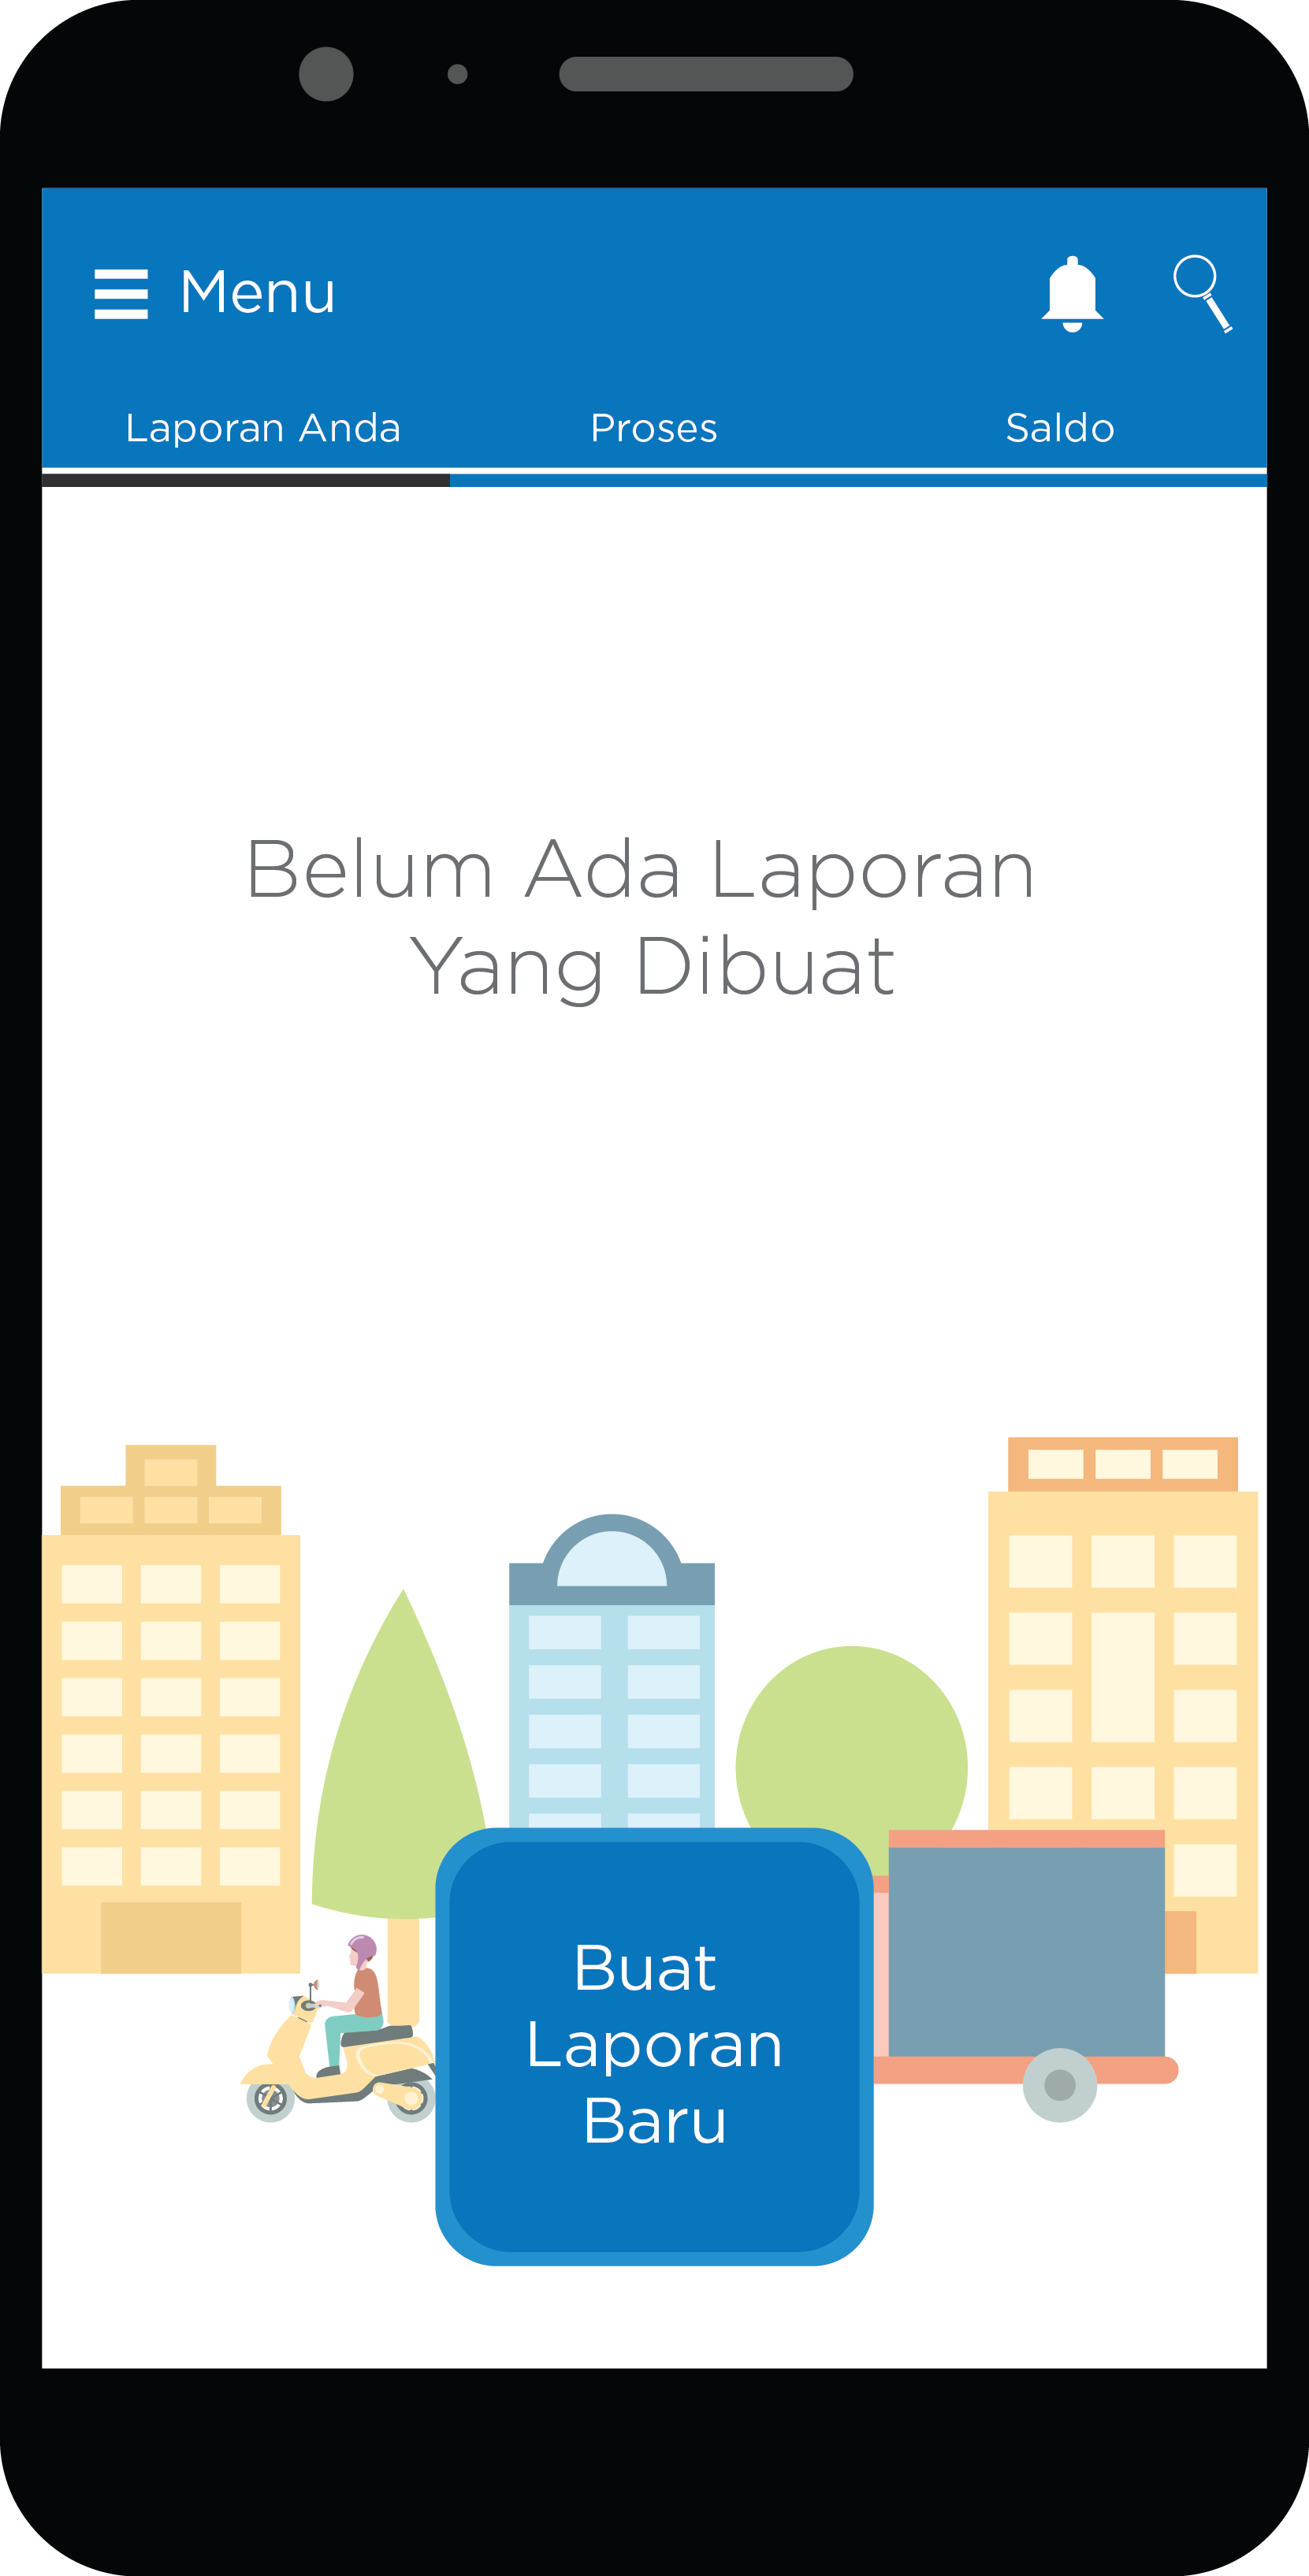 Menu
Laporan Anda Proses Saldo
Belum Ada Laporan
Yang Dibuat
Buat
Laporan
Baru